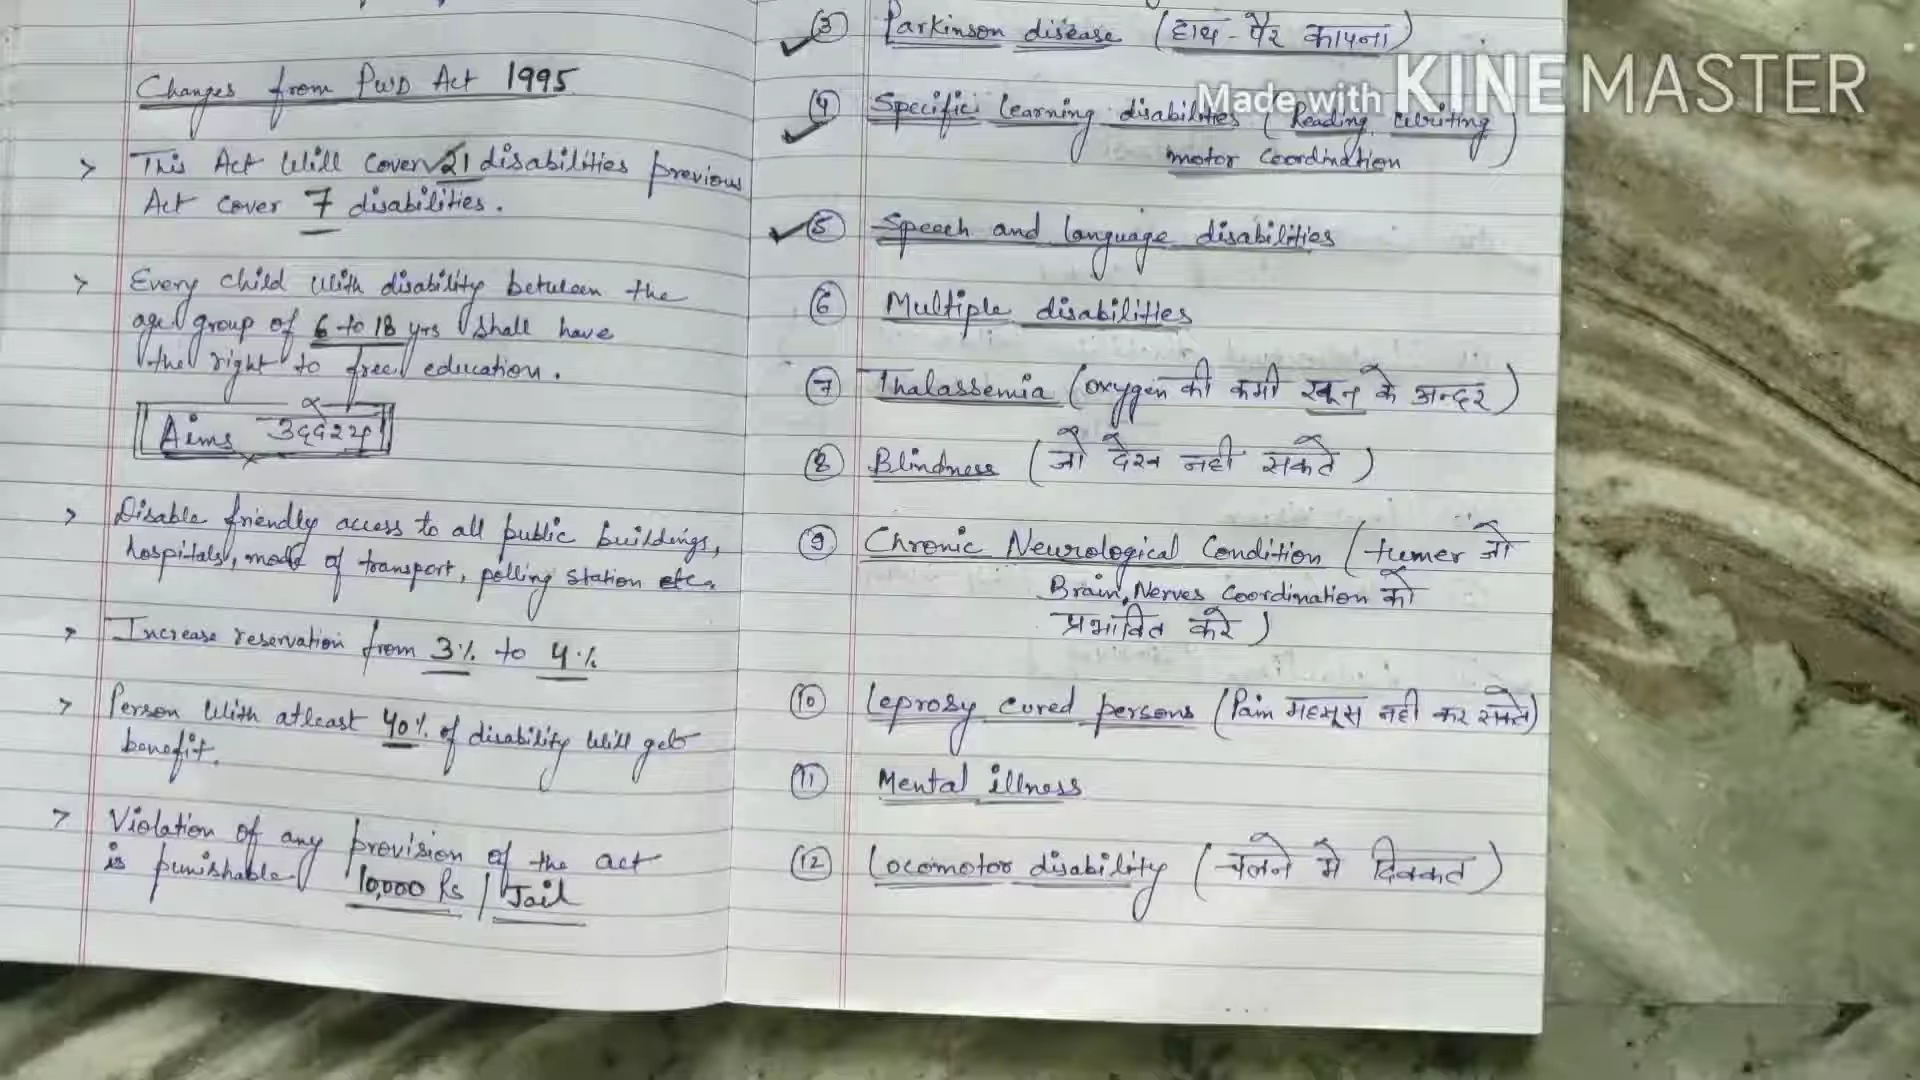 Changes from PWD Act 1995
> This Act Will Cover 21 disabilities previous
Act cover 7 disabilities.
> Every child with disability between the
age group of 6 to 18 yrs shall have
the right to free education.
Aims उद्देश्य
> Disable friendly access to all public buildings,
hospitals, mode of transport, polling station etc.
> Increase reservation from 3% to 4%
> Person with atleast 40% of disability will get
benefit.
> Violation of any provision of the act
is punishable 10,000 Rs / Jail
③ Parkinson disease (हाथ-पैर कापना)
④ Specific learning disabilities (Reading, writing
motor coordination)
⑤ Speech and language disabilities
⑥ Multiple disabilities
⑦ Thalassemia (oxygen की कमी खून के अन्दर)
⑧ Blindness (जो देख नही सकते)
⑨ Chronic Neurological Condition (tumer जो
Brain, Nerves Coordination को
प्रभावित करे)
⑩ leprosy cured persons (Pain महसूस नही कर सकते)
⑪ Mental illness
⑫ Locomotor disability (चलने मे दिक्कत)
Made with KINEMASTER